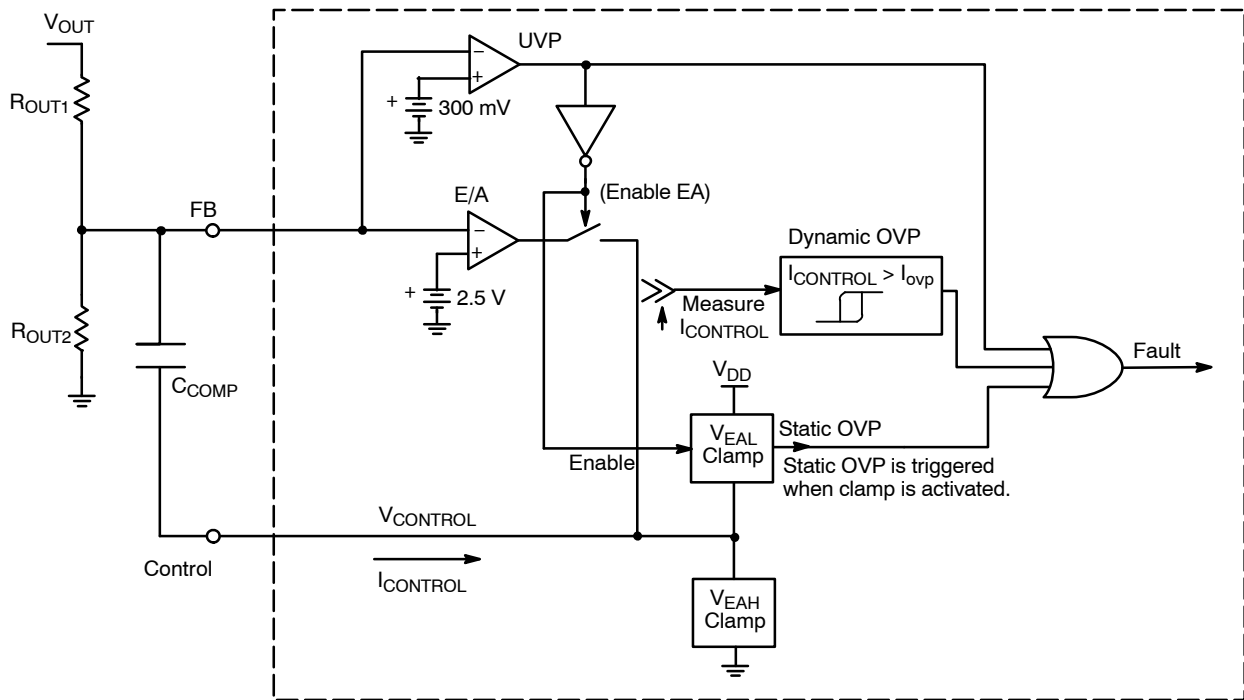 VOUT
UVP
−
+
ROUT1
+
300 mV
(Enable EA)
E/A
FB
−
+
Dynamic OVP
ICONTROL > Iovp
+
2.5 V
Measure
ICONTROL
ROUT2
Fault
VDD
CCOMP
VEAL
Clamp
Static OVP
Enable
Static OVP is triggered
when clamp is activated.
VCONTROL
Control
ICONTROL
VEAH
Clamp